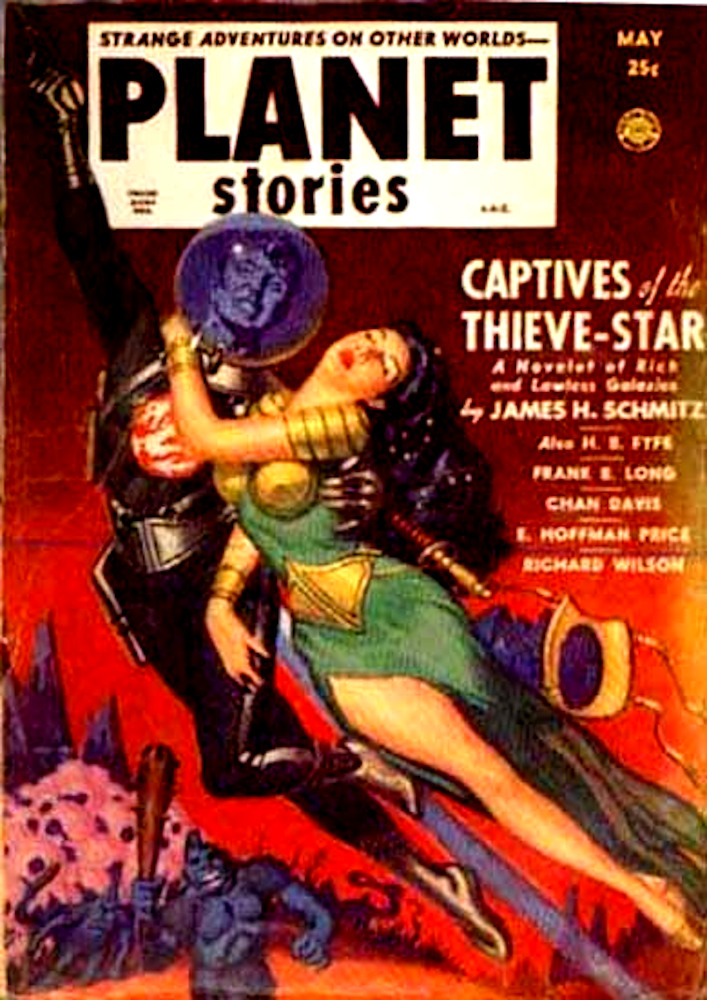 STRANGE ADVENTURES ON OTHER WORLDS—
PLANET
stories
MAY
25¢
CAPTIVES of the
THIEVE-STAR
A Novelet of Rich
and Lawless Galaxies
by JAMES H. SCHMITZ
Also H. B. FYFE
FRANK B. LONG
CHAN DAVIS
E. HOFFMAN PRICE
RICHARD WILSON